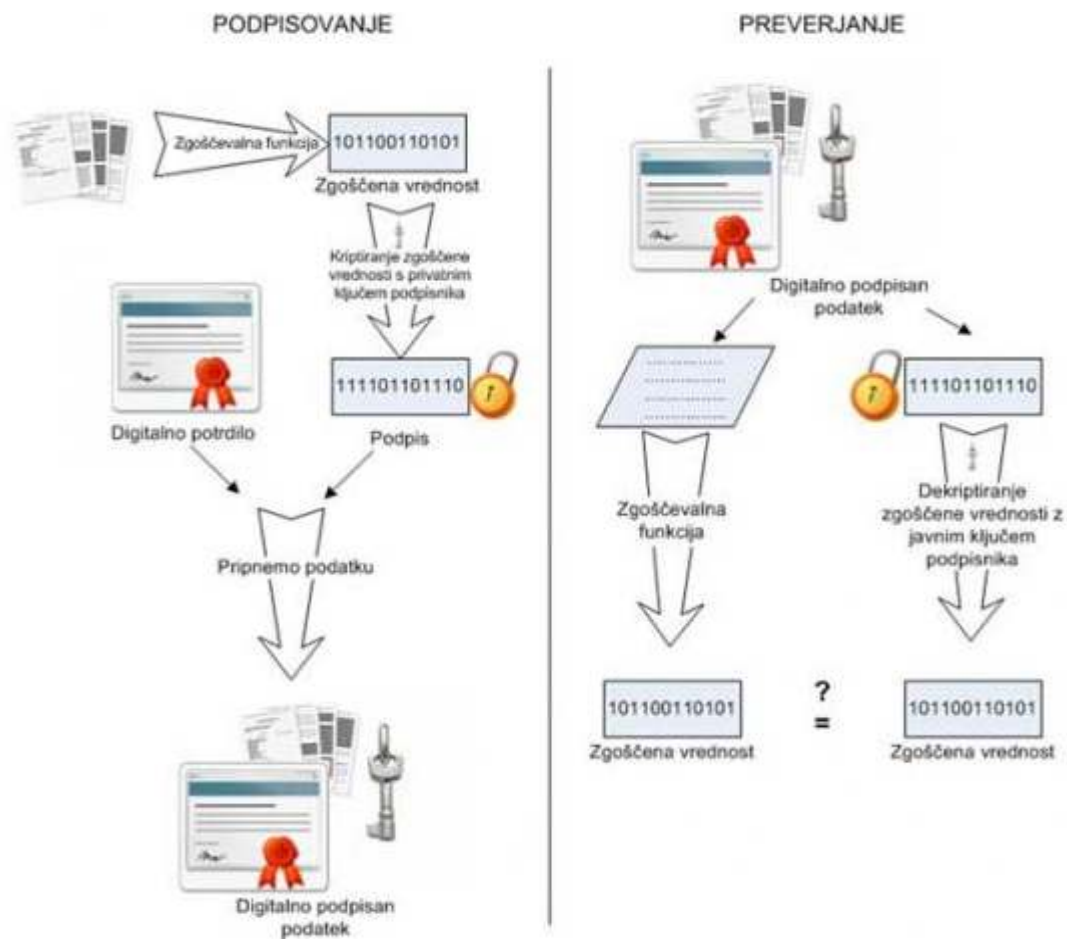 PODPISOVANJE
Zgoščevalna funkcija
101100110101
Zgoščena vrednost
Kriptiranje zgoščene
vrednosti s privatnim
ključem podpisnika
111101101110
Digitalno potrdilo
Podpis
Pripnemo podatku
Digitalno podpisan
podatek
PREVERJANJE
Digitalno podpisan
podatek
111101101110
Zgoščevalna
funkcija
Dekriptiranje
zgoščene vrednosti z
javnim ključem
podpisnika
101100110101
Zgoščena vrednost
?
=
101100110101
Zgoščena vrednost